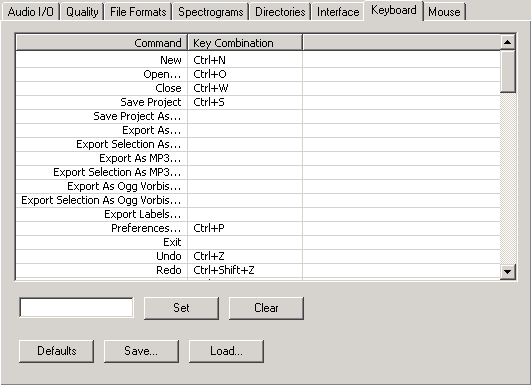 Audio I/O Quality File Formats Spectrograms Directories Interface Keyboard Mouse
Command Key Combination
New Ctrl+N
Open... Ctrl+O
Close Ctrl+W
Save Project Ctrl+S
Save Project As...
Export As...
Export Selection As...
Export As MP3...
Export Selection As MP3...
Export As Ogg Vorbis...
Export Selection As Ogg Vorbis...
Export Labels...
Preferences... Ctrl+P
Exit
Undo Ctrl+Z
Redo Ctrl+Shift+Z
Set Clear
Defaults Save... Load...